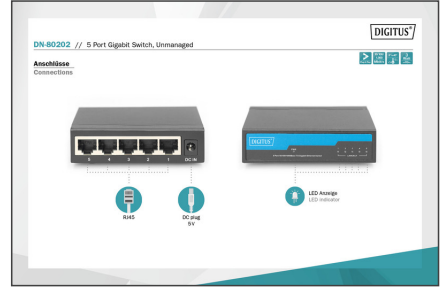 DIGITUS®
DN-80202 // 5 Port Gigabit Switch, Unmanaged
Anschlüsse
Connections
5 4 3 2 1 DC IN
DIGITUS
RJ45
DC plug
5V
LED Anzeige
LED indicator